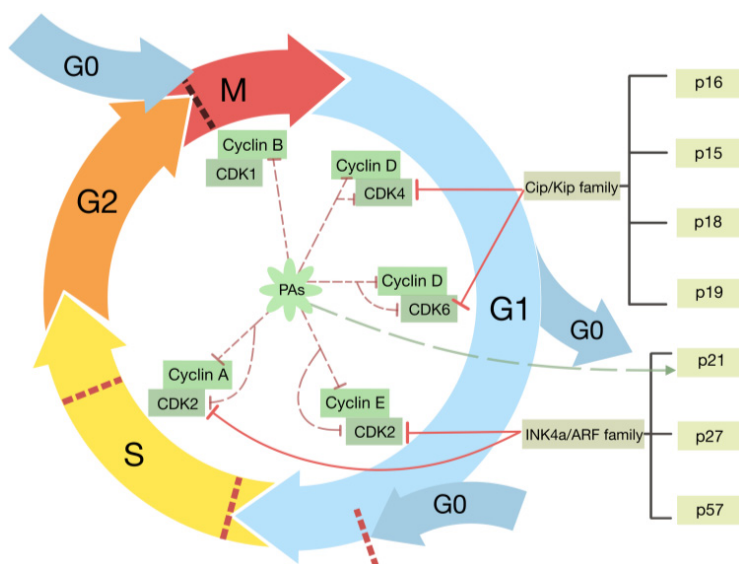 G0
M
p16
Cyclin B
CDK1
Cyclin D
CDK4
p15
Cip/Kip family
G2
p18
PAs
Cyclin D
CDK6
G1
p19
G0
p21
Cyclin A
CDK2
Cyclin E
CDK2
INK4a/ARF family
p27
S
G0
p57